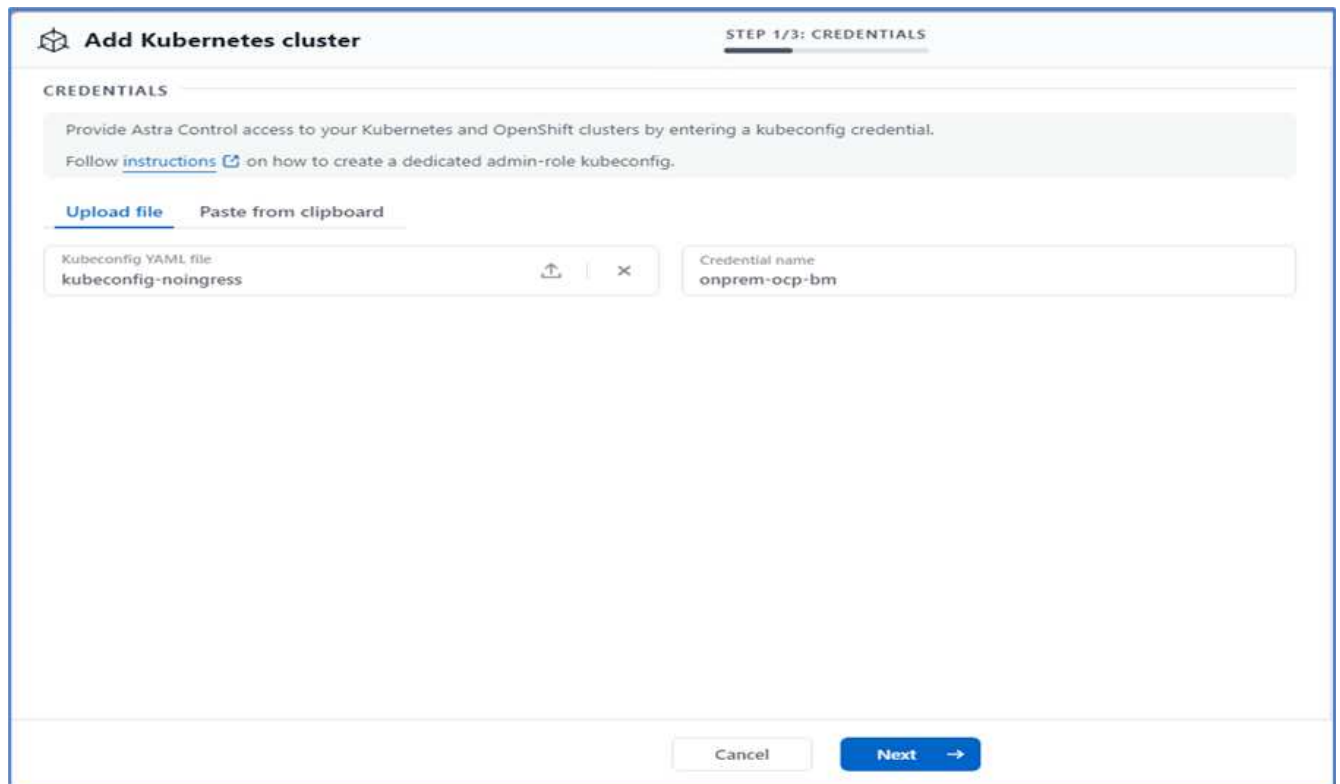 Add Kubernetes cluster
STEP 1/3: CREDENTIALS
CREDENTIALS
Provide Astra Control access to your Kubernetes and OpenShift clusters by entering a kubeconfig credential.
Follow instructions on how to create a dedicated admin-role kubeconfig.
Upload file Paste from clipboard
Kubeconfig YAML file
kubeconfig-noingress
Credential name
onprem-ocp-bm
Cancel
Next